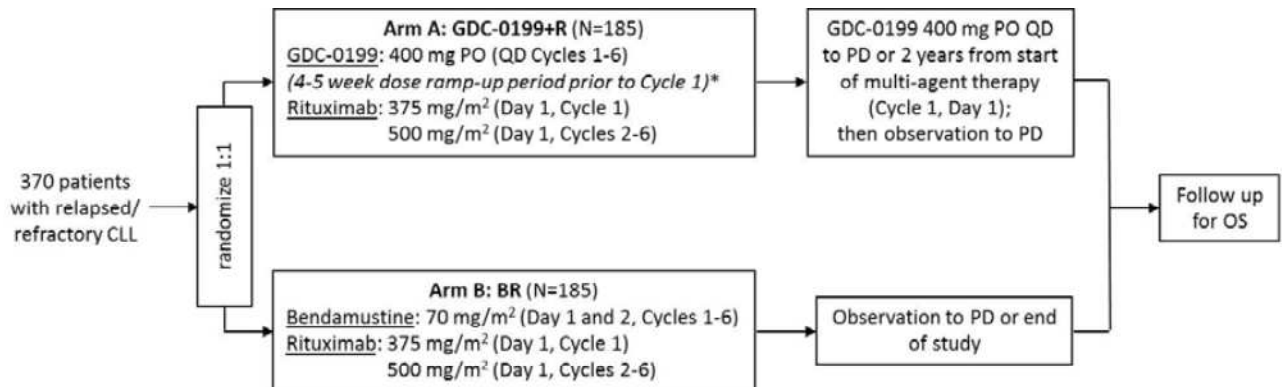 370 patients
with relapsed/
refractory CLL
randomize 1:1
Arm A: GDC-0199+R (N=185)
GDC-0199: 400 mg PO (QD Cycles 1-6)
(4-5 week dose ramp-up period prior to Cycle 1)*
Rituximab: 375 mg/m² (Day 1, Cycle 1)
500 mg/m² (Day 1, Cycles 2-6)
GDC-0199 400 mg PO QD
to PD or 2 years from start
of multi-agent therapy
(Cycle 1, Day 1);
then observation to PD
Arm B: BR (N=185)
Bendamustine: 70 mg/m² (Day 1 and 2, Cycles 1-6)
Rituximab: 375 mg/m² (Day 1, Cycle 1)
500 mg/m² (Day 1, Cycles 2-6)
Observation to PD or end
of study
Follow up
for OS